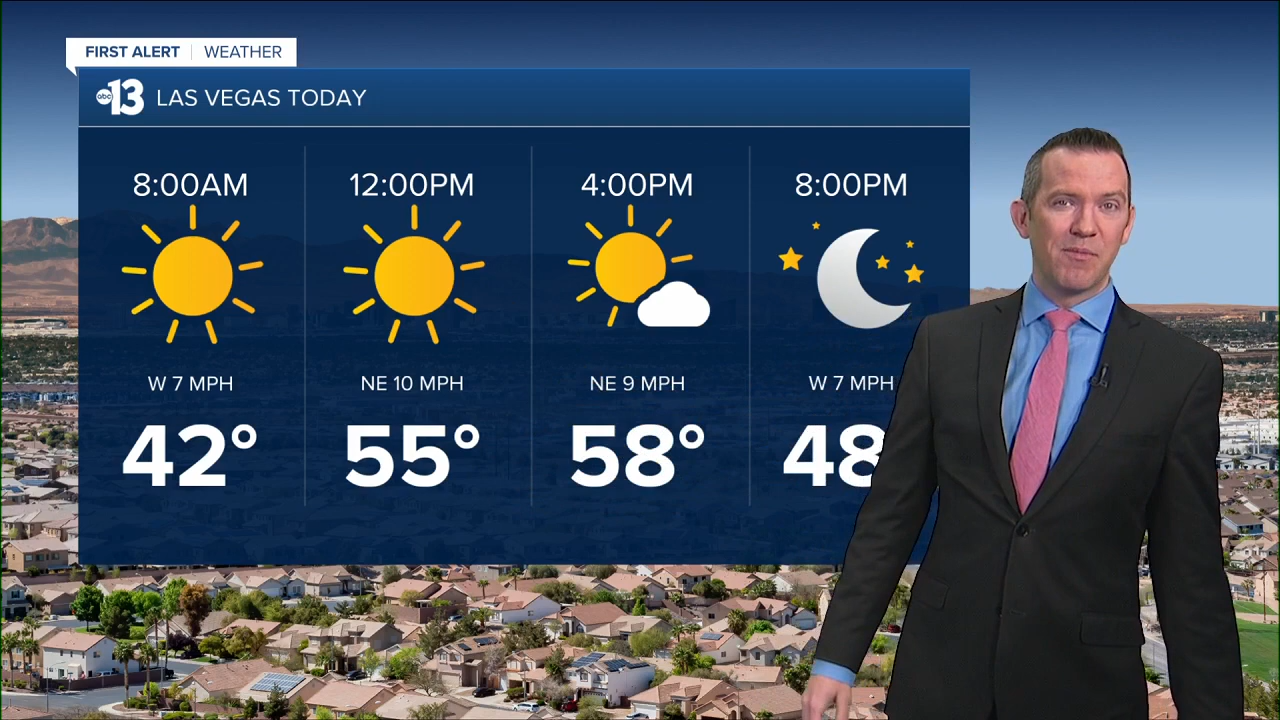 FIRST ALERT | WEATHER
abc 13 LAS VEGAS TODAY
8:00AM 12:00PM 4:00PM 8:00PM
W 7 MPH NE 10 MPH NE 9 MPH W 7 MPH
42° 55° 58° 48